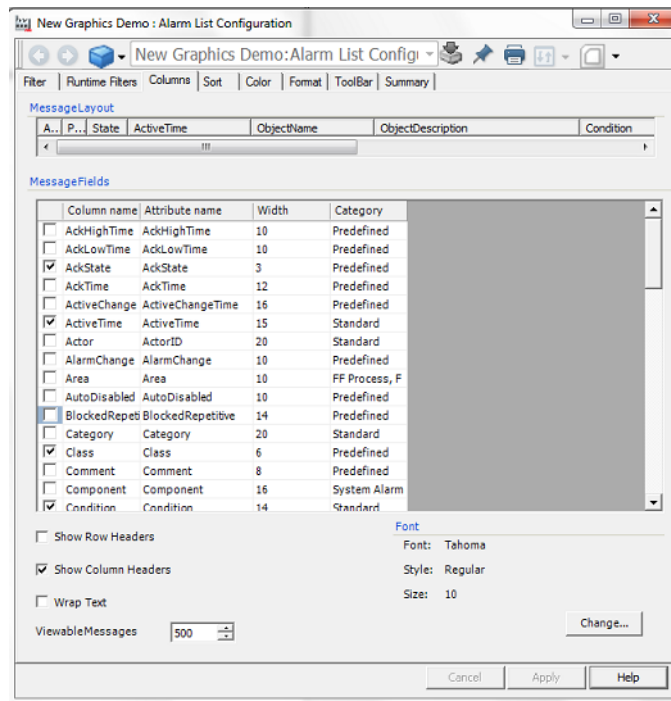 New Graphics Demo : Alarm List Configuration
New Graphics Demo:Alarm List Configu
Filter Runtime Filters Columns Sort Color Format ToolBar Summary
MessageLayout
A... P... State ActiveTime ObjectName ObjectDescription Condition
MessageFields
Column name Attribute name Width Category
AckHighTime AckHighTime 10 Predefined
AckLowTime AckLowTime 10 Predefined
AckState AckState 3 Predefined
AckTime AckTime 12 Predefined
ActiveChange ActiveChangeTime 16 Predefined
ActiveTime ActiveTime 15 Standard
Actor ActorID 20 Standard
AlarmChange AlarmChange 10 Predefined
Area Area 10 FF Process, F
AutoDisabled AutoDisabled 10 Predefined
BlockedRepeti BlockedRepetitive 14 Predefined
Category Category 20 Standard
Class Class 6 Predefined
Comment Comment 8 Predefined
Component Component 16 System Alarm
Condition Condition 14 Standard
Show Row Headers
Show Column Headers
Wrap Text
ViewableMessages 500
Font
Font: Tahoma
Style: Regular
Size: 10
Change...
Cancel Apply Help